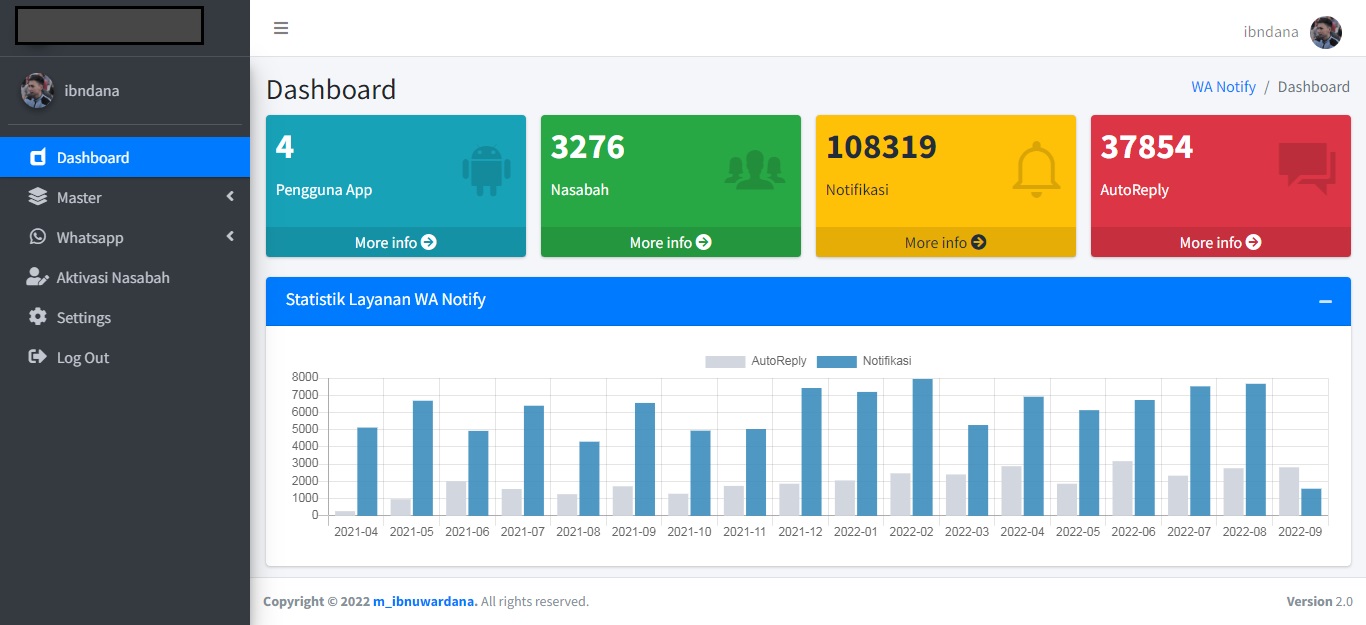 ibndana
ibndana
Dashboard
Master
Whatsapp
Aktivasi Nasabah
Settings
Log Out
Dashboard
WA Notify / Dashboard
4
Pengguna App
More info
3276
Nasabah
More info
108319
Notifikasi
More info
37854
AutoReply
More info
Statistik Layanan WA Notify
AutoReply Notifikasi
8000
7000
6000
5000
4000
3000
2000
1000
0
2021-04 2021-05 2021-06 2021-07 2021-08 2021-09 2021-10 2021-11 2021-12 2022-01 2022-02 2022-03 2022-04 2022-05 2022-06 2022-07 2022-08 2022-09
Copyright © 2022 m_ibnuwardana. All rights reserved.
Version 2.0